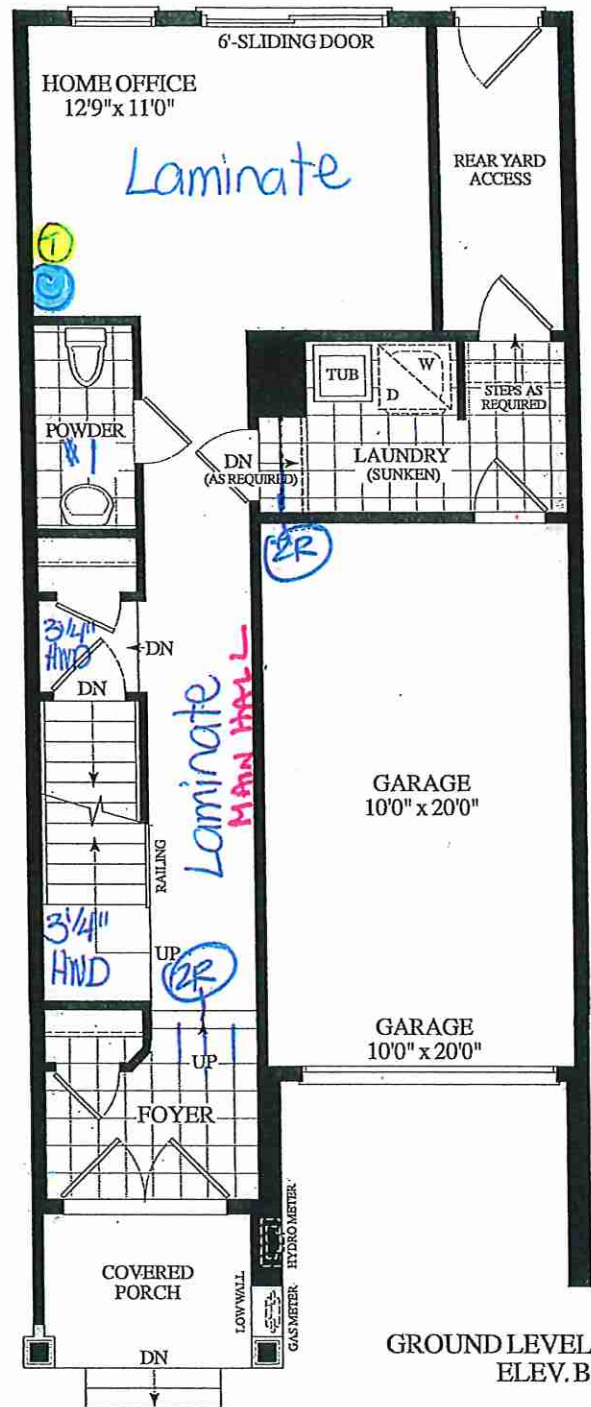 6'-SLIDING DOOR
HOME OFFICE
12'9" x 11'0"
Laminate
REAR YARD
ACCESS
T
TUB
W
D
STEPS AS
REQUIRED
POWDER
#1
DN
(AS REQUIRED)
LAUNDRY
(SUNKEN)
2R
3 1/4"
HWD
DN
DN
Laminate
MAIN HALL
GARAGE
10'0" x 20'0"
RAILING
3 1/4"
HWD
UP
2R
UP
GARAGE
10'0" x 20'0"
FOYER
HYDRO METER
COVERED
PORCH
LOW WALL
GAS METER
DN
GROUND LEVEL
ELEV. B